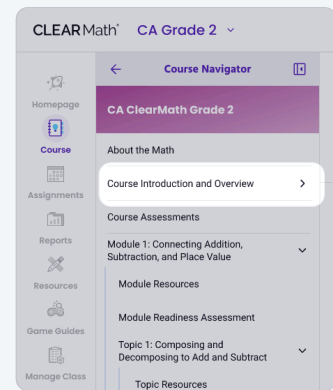 CLEARMath® CA Grade 2
Homepage
Course
Assignments
Reports
Resources
Game Guides
Manage Class
Course Navigator
CA ClearMath Grade 2
About the Math
Course Introduction and Overview
Course Assessments
Module 1: Connecting Addition,
Subtraction, and Place Value
Module Resources
Module Readiness Assessment
Topic 1: Composing and
Decomposing to Add and Subtract
Topic Resources